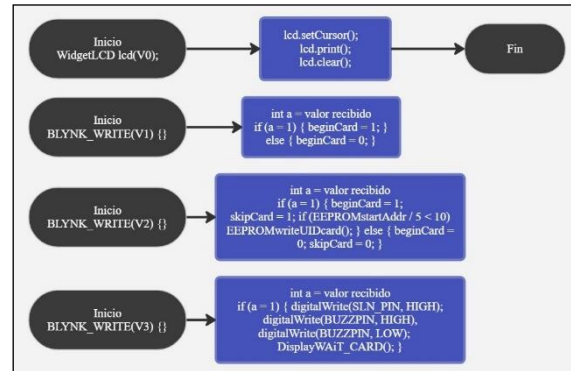 Inicio
WidgetLCD lcd(V0);
lcd.setCursor();
lcd.print();
lcd.clear();
Fin
Inicio
BLYNK_WRITE(V1) {}
int a = valor recibido
if (a = 1) { beginCard = 1; }
else { beginCard = 0; }
Inicio
BLYNK_WRITE(V2) {}
int a = valor recibido
if (a = 1) { beginCard = 1;
skipCard = 1; if (EEPROMstartAddr / 5 < 10)
EEPROMwriteUIDcard(); } else { beginCard =
0; skipCard = 0; }
Inicio
BLYNK_WRITE(V3) {}
int a = valor recibido
if (a = 1) { digitalWrite(SLN_PIN, HIGH);
digitalWrite(BUZZPIN, HIGH),
digitalWrite(BUZZPIN, LOW);
DisplayWAiT_CARD(); }